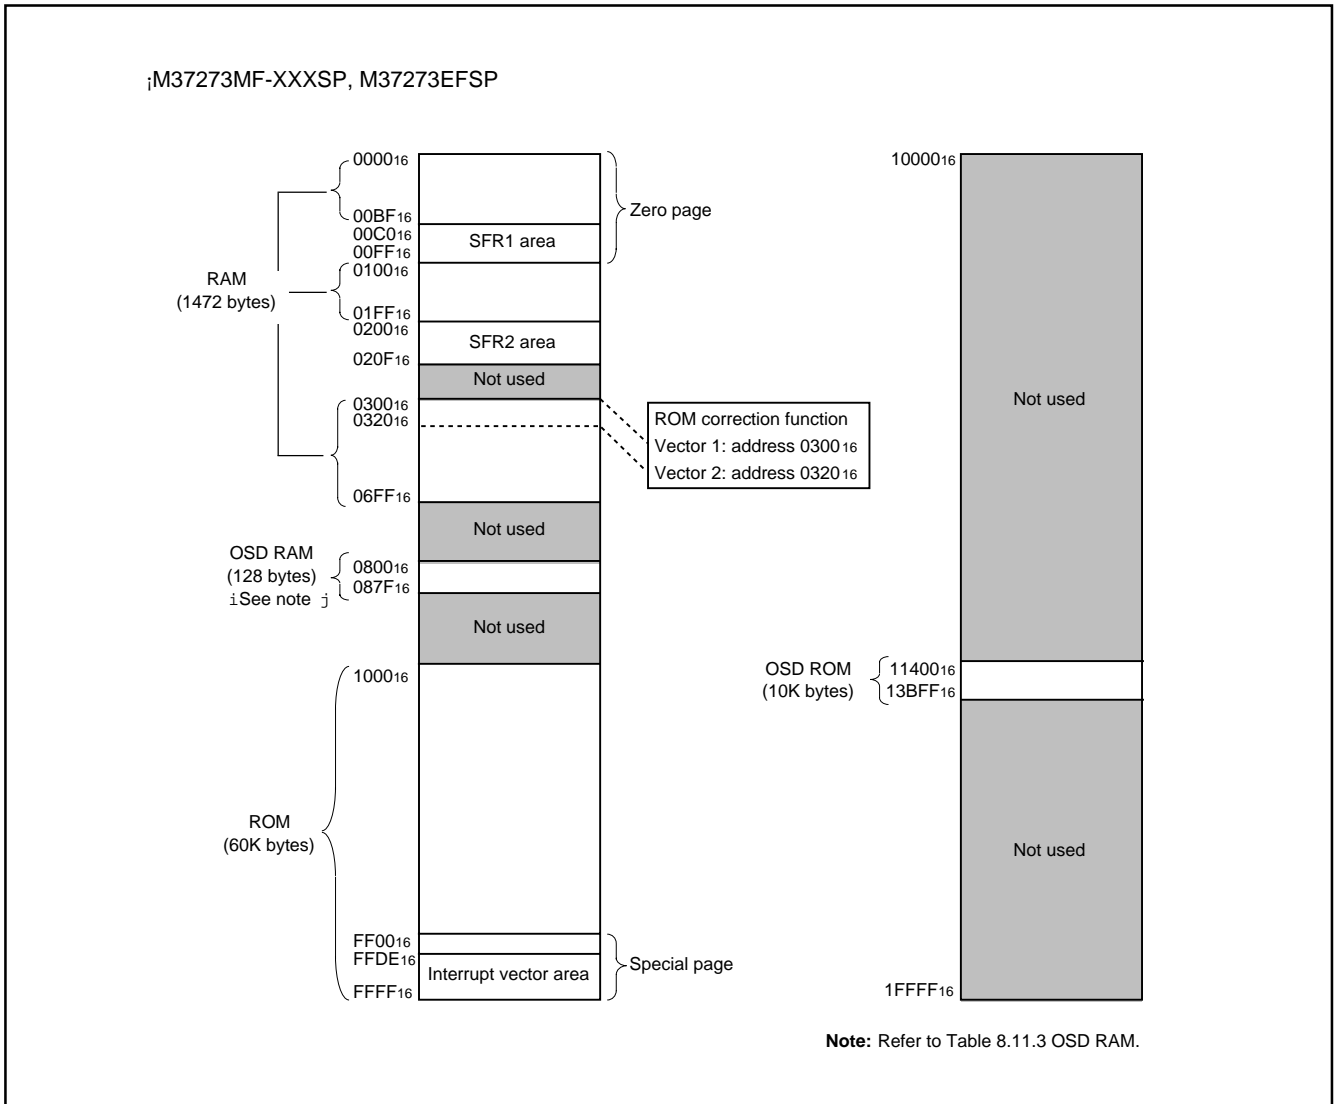 ¡M37273MF-XXXSP, M37273EFSP
0000₁₆
00BF₁₆
00C0₁₆
00FF₁₆
0100₁₆
01FF₁₆
0200₁₆
020F₁₆
0300₁₆
0320₁₆
06FF₁₆
0800₁₆
087F₁₆
1000₁₆
FF00₁₆
FFDE₁₆
FFFF₁₆
RAM
(1472 bytes)
OSD RAM
(128 bytes)
iSee note j
ROM
(60K bytes)
SFR1 area
SFR2 area
Not used
Not used
Not used
Interrupt vector area
Zero page
ROM correction function
Vector 1: address 0300₁₆
Vector 2: address 0320₁₆
Special page
10000₁₆
Not used
OSD ROM
(10K bytes)
11400₁₆
13BFF₁₆
Not used
1FFFF₁₆
Note: Refer to Table 8.11.3 OSD RAM.